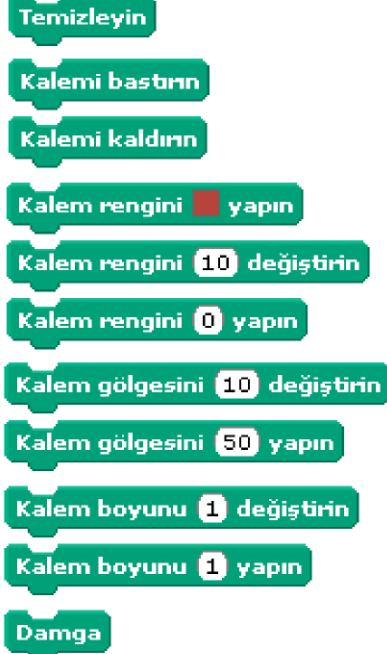 Temizleyin
Kalemi bastırın
Kalemi kaldırın
Kalem rengini yapın
Kalem rengini 10 değiştirin
Kalem rengini 0 yapın
Kalem gölgesini 10 değiştirin
Kalem gölgesini 50 yapın
Kalem boyunu 1 değiştirin
Kalem boyunu 1 yapın
Damga